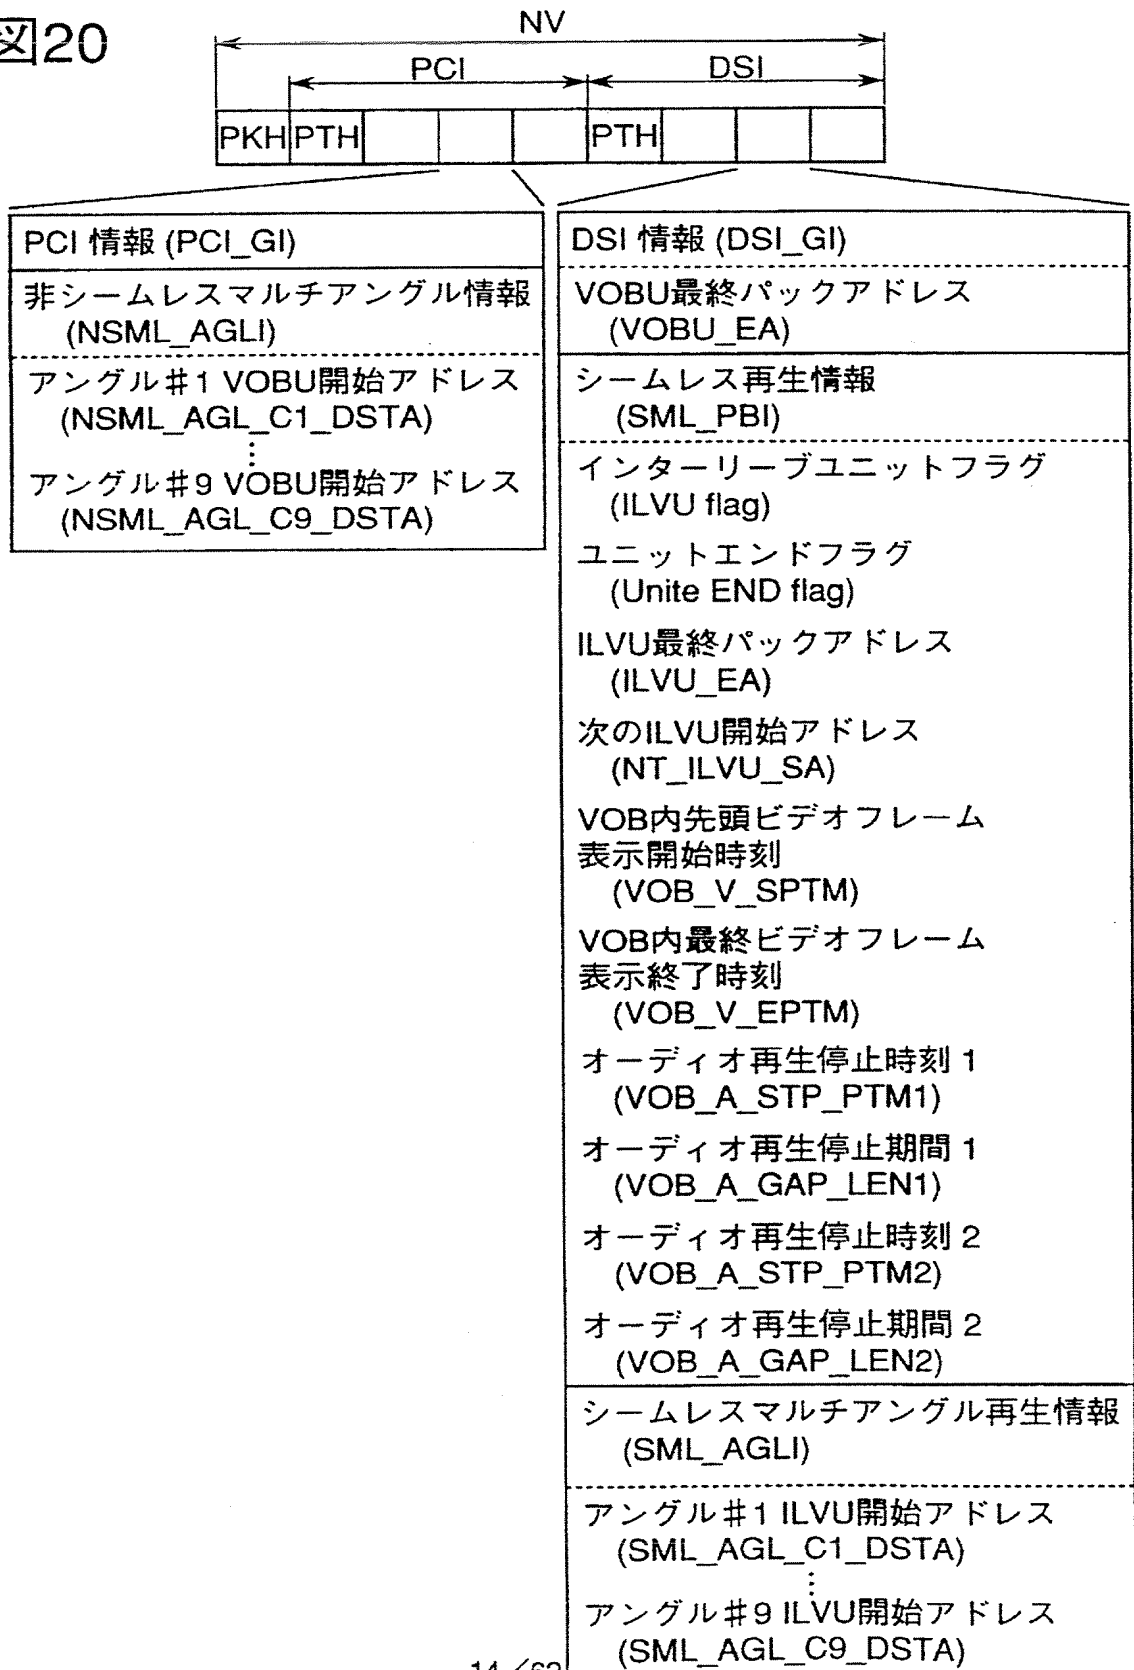 図20
NV
PCI
DSI
PKH
PTH
PTH
PCI 情報 (PCI_GI)
非シームレスマルチアングル情報
(NSML_AGLI)
アングル#1 VOBU開始アドレス
(NSML_AGL_C1_DSTA)
⋮
アングル#9 VOBU開始アドレス
(NSML_AGL_C9_DSTA)
DSI 情報 (DSI_GI)
VOBU最終パックアドレス
(VOBU_EA)
シームレス再生情報
(SML_PBI)
インターリーブユニットフラグ
(ILVU flag)
ユニットエンドフラグ
(Unite END flag)
ILVU最終パックアドレス
(ILVU_EA)
次のILVU開始アドレス
(NT_ILVU_SA)
VOB内先頭ビデオフレーム
表示開始時刻
(VOB_V_SPTM)
VOB内最終ビデオフレーム
表示終了時刻
(VOB_V_EPTM)
オーディオ再生停止時刻 1
(VOB_A_STP_PTM1)
オーディオ再生停止期間 1
(VOB_A_GAP_LEN1)
オーディオ再生停止時刻 2
(VOB_A_STP_PTM2)
オーディオ再生停止期間 2
(VOB_A_GAP_LEN2)
シームレスマルチアングル再生情報
(SML_AGLI)
アングル#1 ILVU開始アドレス
(SML_AGL_C1_DSTA)
⋮
アングル#9 ILVU開始アドレス
(SML_AGL_C9_DSTA)